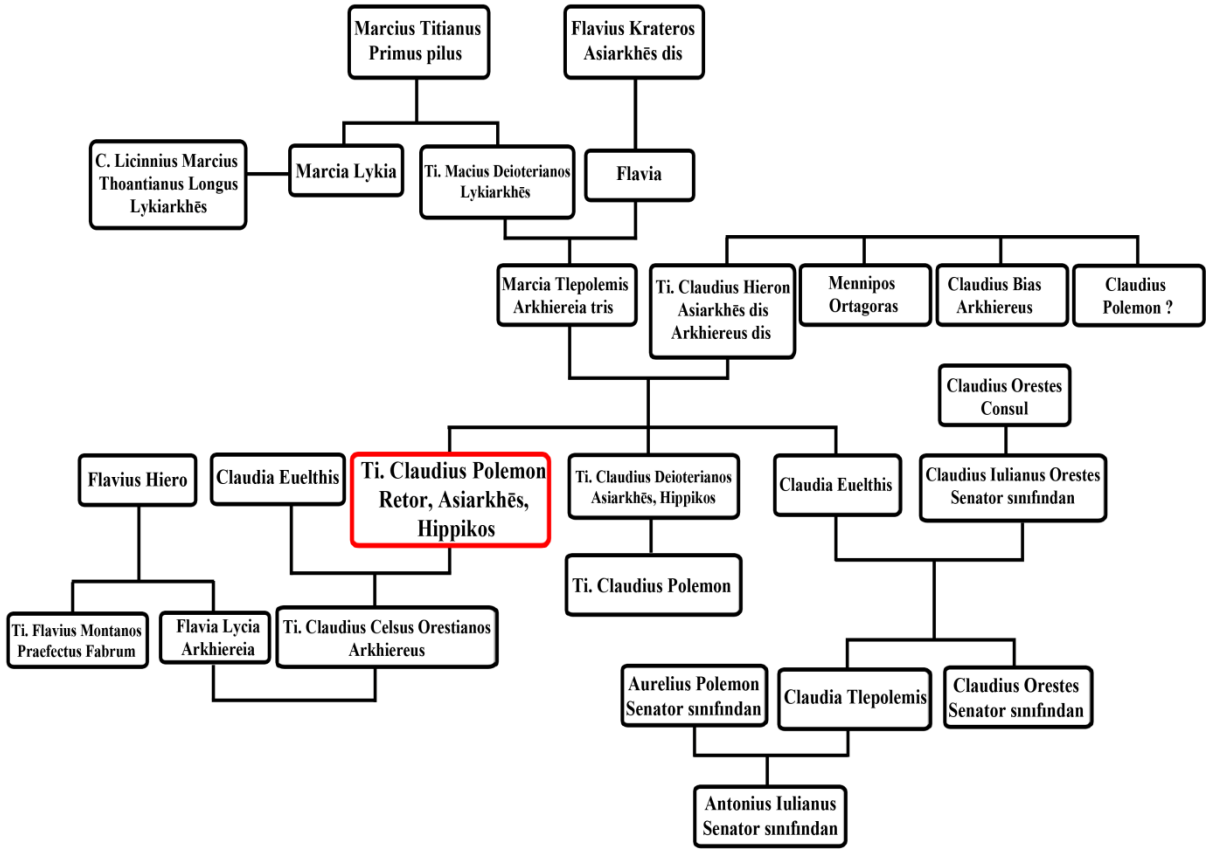 Marcius Titianus
Primus pilus
Flavius Krateros
Asiarkhēs dis
C. Licinnius Marcius
Thoantianus Longus
Lykiarkhēs
Marcia Lykia
Ti. Macius Deioterianos
Lykiarkhēs
Flavia
Marcia Tlepolemis
Arkhiereia tris
Ti. Claudius Hieron
Asiarkhēs dis
Arkhiereus dis
Mennipos
Ortagoras
Claudius Bias
Arkhiereus
Claudius
Polemon ?
Claudius Orestes
Consul
Flavius Hiero
Claudia Euelthis
Ti. Claudius Polemon
Retor, Asiarkhēs,
Hippikos
Ti. Claudius Deioterianos
Asiarkhēs, Hippikos
Claudia Euelthis
Claudius Iulianus Orestes
Senator sınıfından
Ti. Claudius Polemon
Ti. Flavius Montanos
Praefectus Fabrum
Flavia Lycia
Arkhiereia
Ti. Claudius Celsus Orestianos
Arkhiereus
Aurelius Polemon
Senator sınıfından
Claudia Tlepolemis
Claudius Orestes
Senator sınıfından
Antonius Iulianus
Senator sınıfından